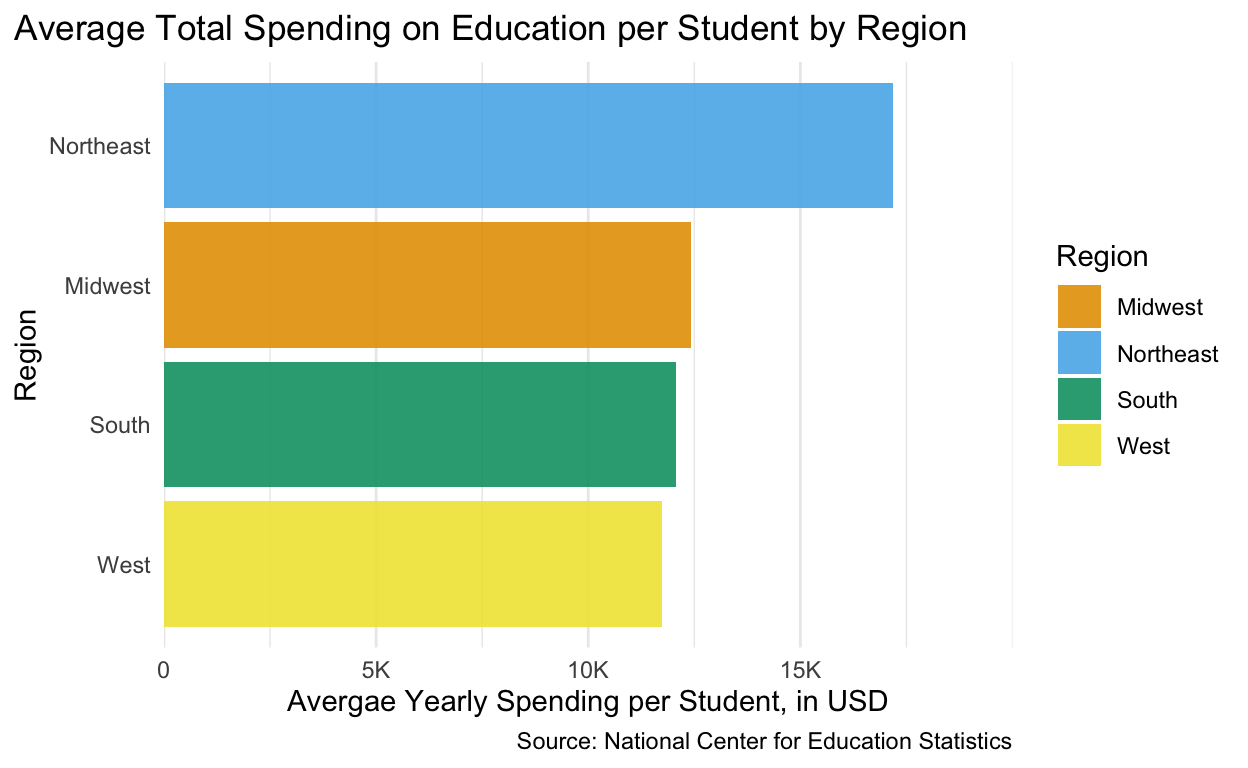 Average Total Spending on Education per Student by Region
Northeast
Midwest
South
West
Region
0 5K 10K 15K
Avergae Yearly Spending per Student, in USD
Source: National Center for Education Statistics
Region
Midwest
Northeast
South
West